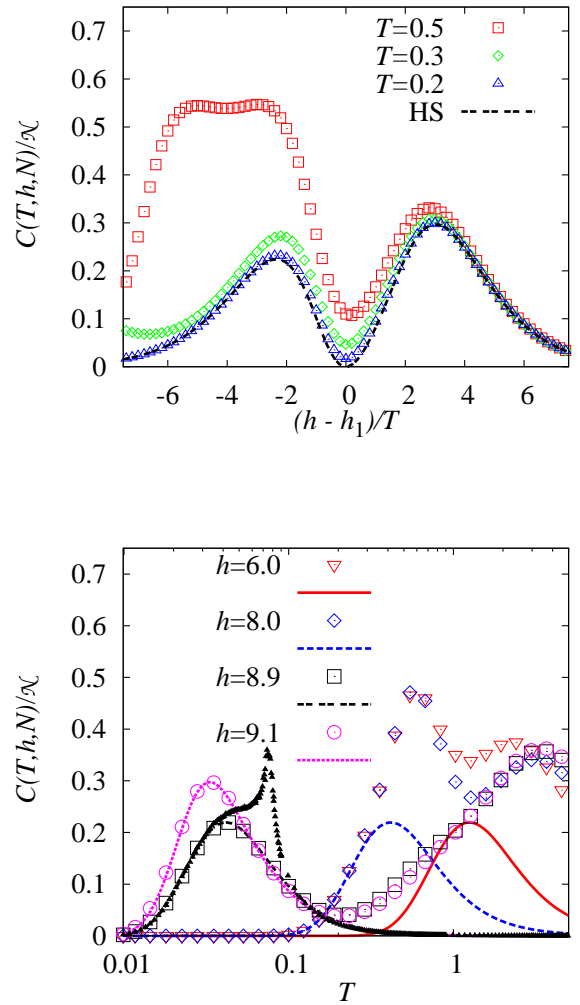 0.7
0.6
0.5
0.4
0.3
0.2
0.1
0
C(T,h,N)/𝒩
T=0.5
T=0.3
T=0.2
HS
-6 -4 -2 0 2 4 6
(h - h₁)/T
0.7
0.6
0.5
0.4
0.3
0.2
0.1
0
C(T,h,N)/𝒩
h=6.0
h=8.0
h=8.9
h=9.1
0.01 0.1 1
T